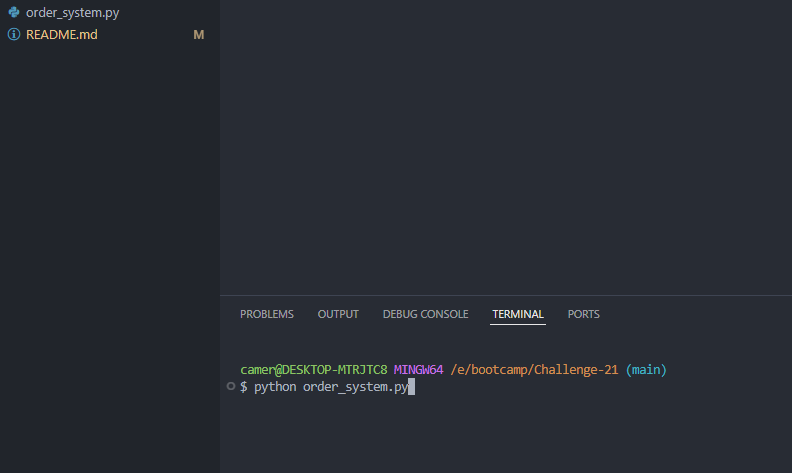 order_system.py
README.md M
PROBLEMS OUTPUT DEBUG CONSOLE TERMINAL PORTS
camer@DESKTOP-MTRJTC8 MINGW64 /e/bootcamp/Challenge-21 (main)
$ python order_system.py